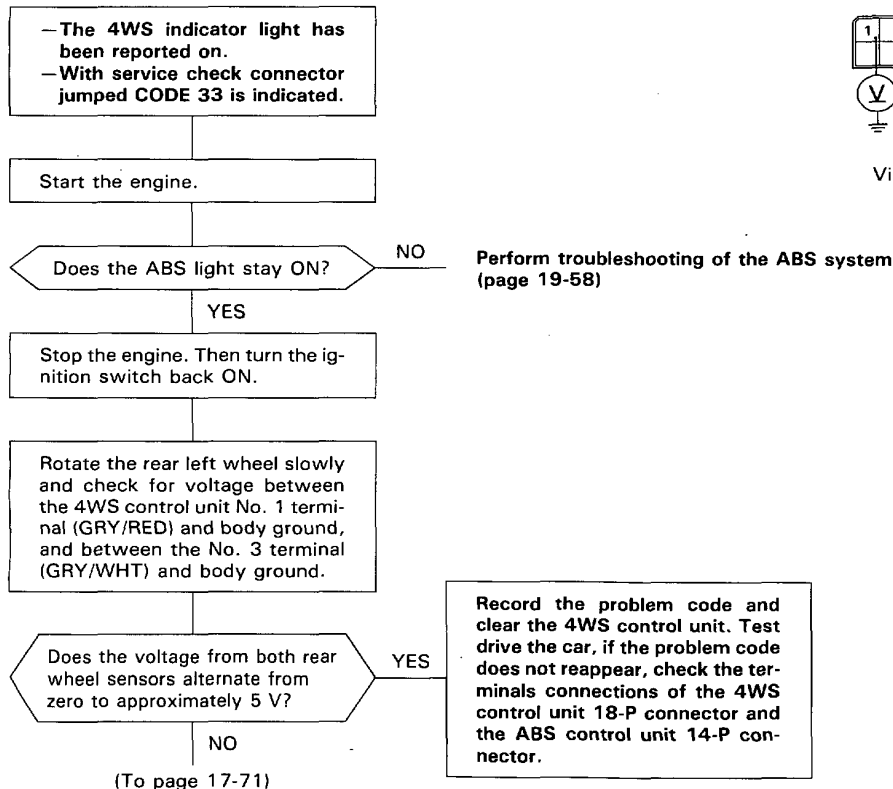 —The 4WS indicator light has
been reported on.
—With service check connector
jumped CODE 33 is indicated.
1
V
Vi
Start the engine.
Does the ABS light stay ON?
NO
Perform troubleshooting of the ABS system
(page 19-58)
YES
Stop the engine. Then turn the ig-
nition switch back ON.
Rotate the rear left wheel slowly
and check for voltage between
the 4WS control unit No. 1 termi-
nal (GRY/RED) and body ground,
and between the No. 3 terminal
(GRY/WHT) and body ground.
Does the voltage from both rear
wheel sensors alternate from
zero to approximately 5 V?
YES
Record the problem code and
clear the 4WS control unit. Test
drive the car, if the problem code
does not reappear, check the ter-
minals connections of the 4WS
control unit 18-P connector and
the ABS control unit 14-P con-
nector.
NO
(To page 17-71)